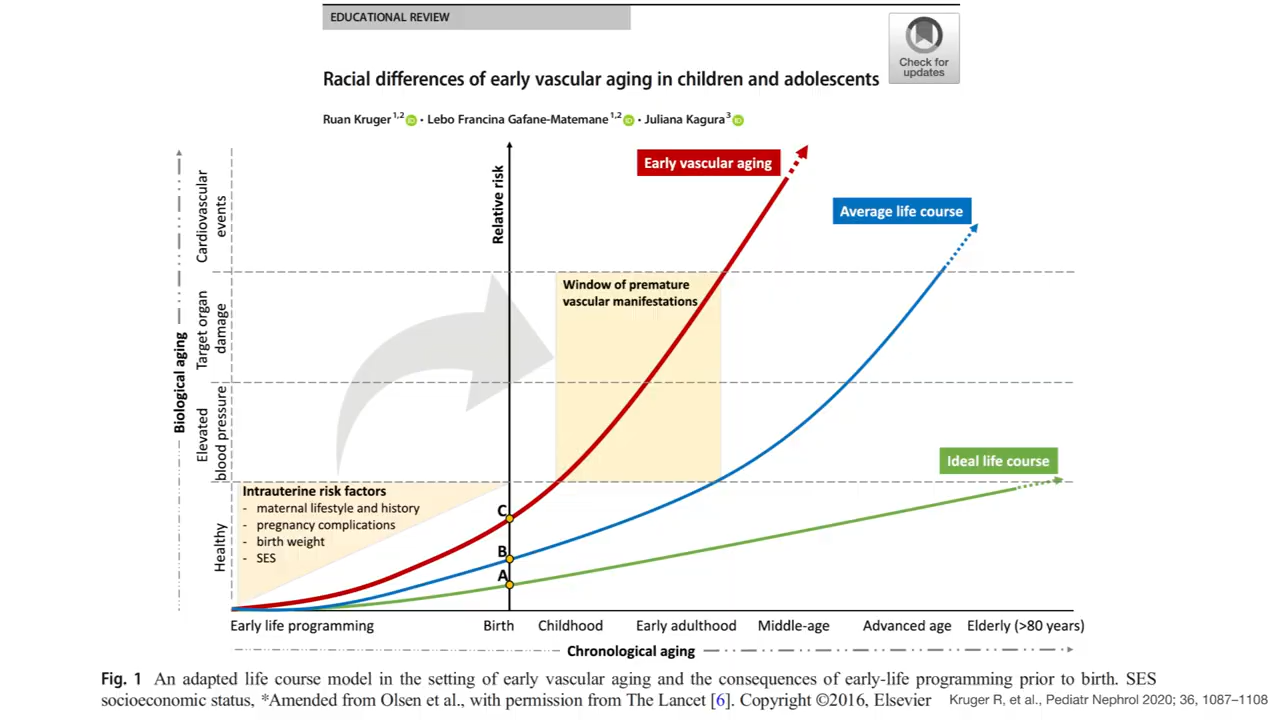 EDUCATIONAL REVIEW
Check for
updates
Racial differences of early vascular aging in children and adolescents
Ruan Kruger1,2 · Lebo Francina Gafane-Matemane1,2 · Juliana Kagura3
Biological aging
Cardiovascular
events
Target organ
damage
Elevated
blood pressure
Healthy
Relative risk
Early vascular aging
Average life course
Window of premature
vascular manifestations
Ideal life course
Intrauterine risk factors
- maternal lifestyle and history
- pregnancy complications
- birth weight
- SES
C
B
A
Early life programming Birth Childhood Early adulthood Middle-age Advanced age Elderly (>80 years)
Chronological aging
Fig. 1 An adapted life course model in the setting of early vascular aging and the consequences of early-life programming prior to birth. SES
socioeconomic status, *Amended from Olsen et al., with permission from The Lancet [6]. Copyright ©2016, Elsevier
Kruger R, et al., Pediatr Nephrol 2020; 36, 1087–1108